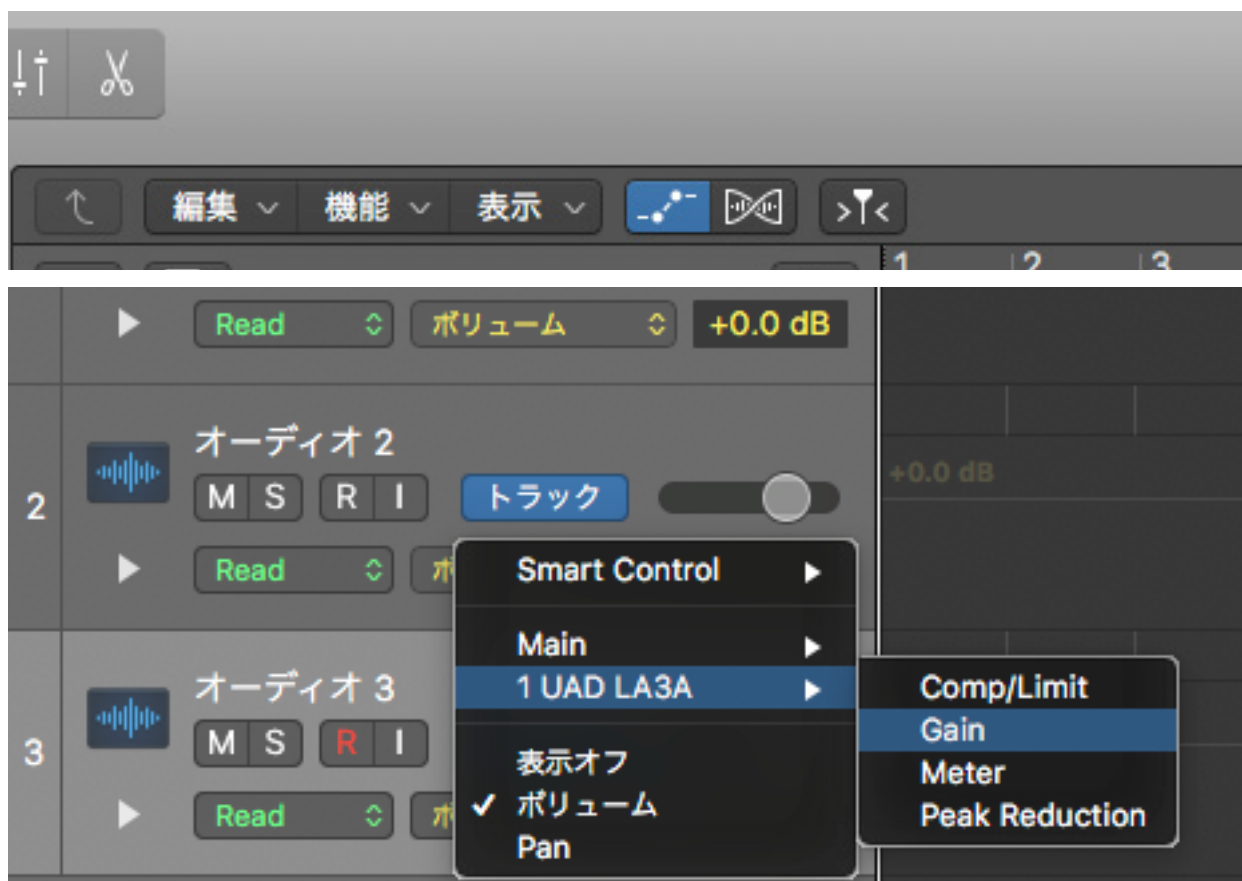 編集 機能 表示
1 2 3
Read ボリューム +0.0 dB
オーディオ 2
+0.0 dB
2 M S R I トラック
Read ボ
Smart Control
Main
1 UAD LA3A
表示オフ
ボリューム
Pan
Comp/Limit
Gain
Meter
Peak Reduction
オーディオ 3
3 M S R I
Read ボ